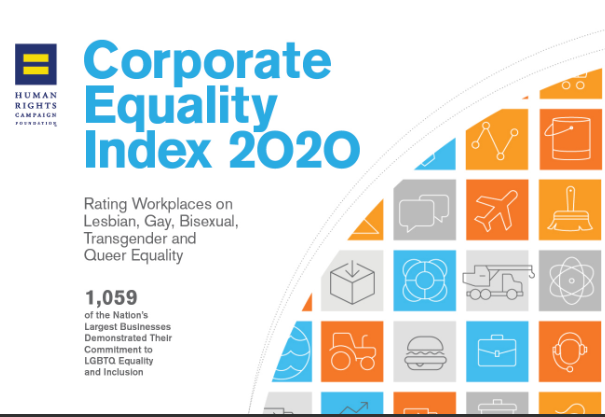 HUMAN
RIGHTS
CAMPAIGN
FOUNDATION
Corporate
Equality
Index 2020
Rating Workplaces on
Lesbian, Gay, Bisexual,
Transgender and
Queer Equality
1,059
of the Nation's
Largest Businesses
Demonstrated Their
Commitment to
LGBTQ Equality
and Inclusion